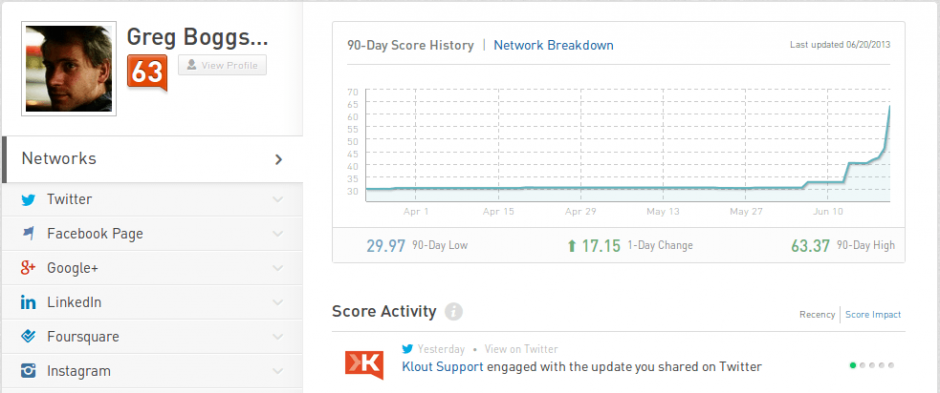 Greg Boggs...
63
View Profile
Networks
Twitter
Facebook Page
Google+
LinkedIn
Foursquare
Instagram
90-Day Score History | Network Breakdown
Last updated 06/20/2013
70
65
60
55
50
45
40
35
30
Apr 1 Apr 15 Apr 29 May 13 May 27 Jun 10
29.97 90-Day Low
17.15 1-Day Change
63.37 90-Day High
Score Activity i
Recency | Score Impact
K
Yesterday • View on Twitter
Klout Support engaged with the update you shared on Twitter